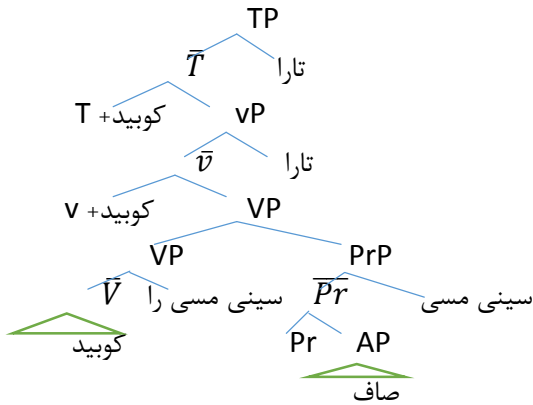 TP
T̅ تارا
T +کوبید vP
v̅ تارا
v +کوبید VP
VP PrP
V̅ سینی مسی را P̅r̅ سینی مسی
کوبید Pr AP
صاف